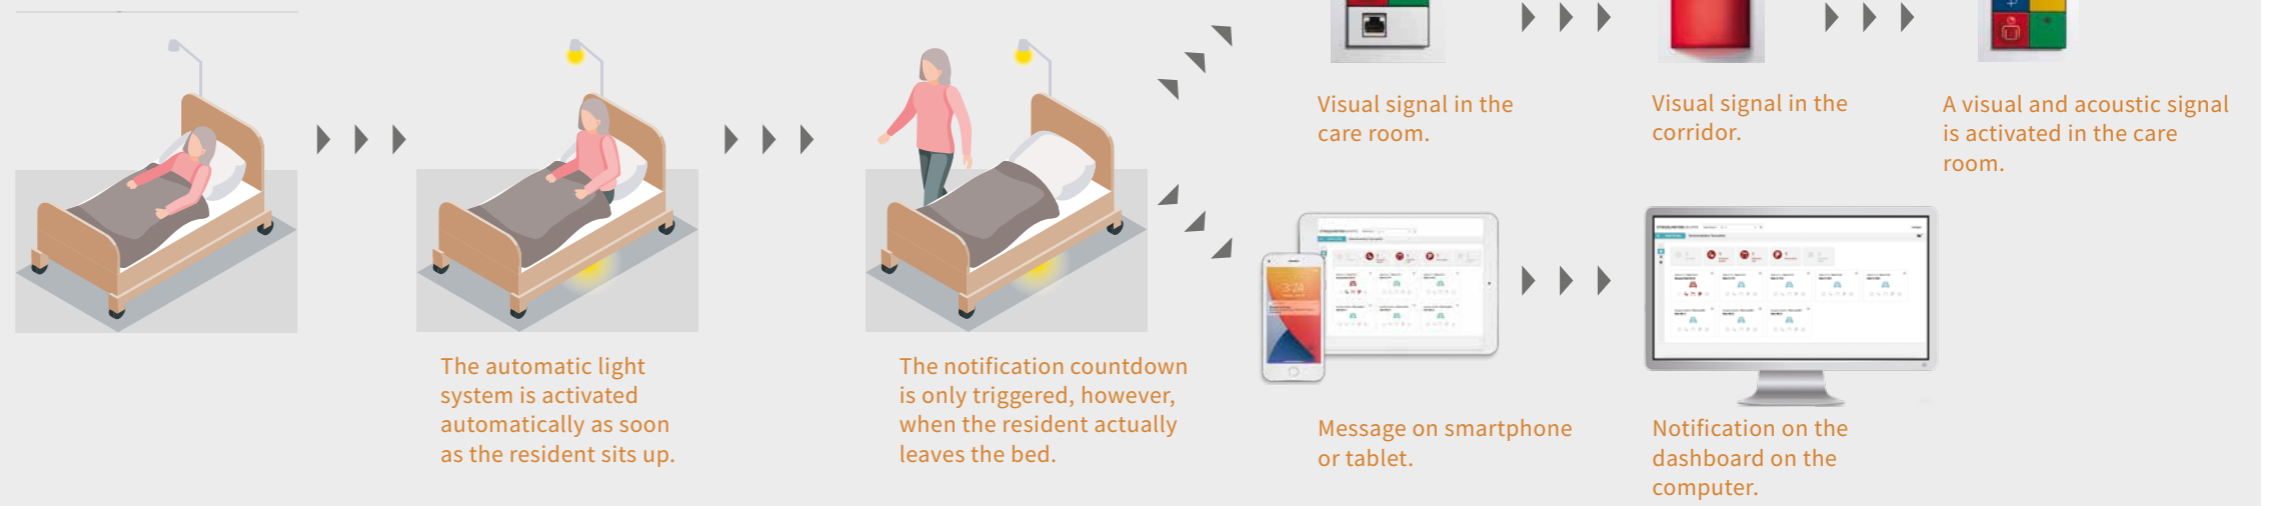 The automatic light
system is activated
automatically as soon
as the resident sits up.
The notification countdown
is only triggered, however,
when the resident actually
leaves the bed.
Visual signal in the
care room.
Visual signal in the
corridor.
A visual and acoustic signal
is activated in the care
room.
3:24
Message on smartphone
or tablet.
Notification on the
dashboard on the
computer.